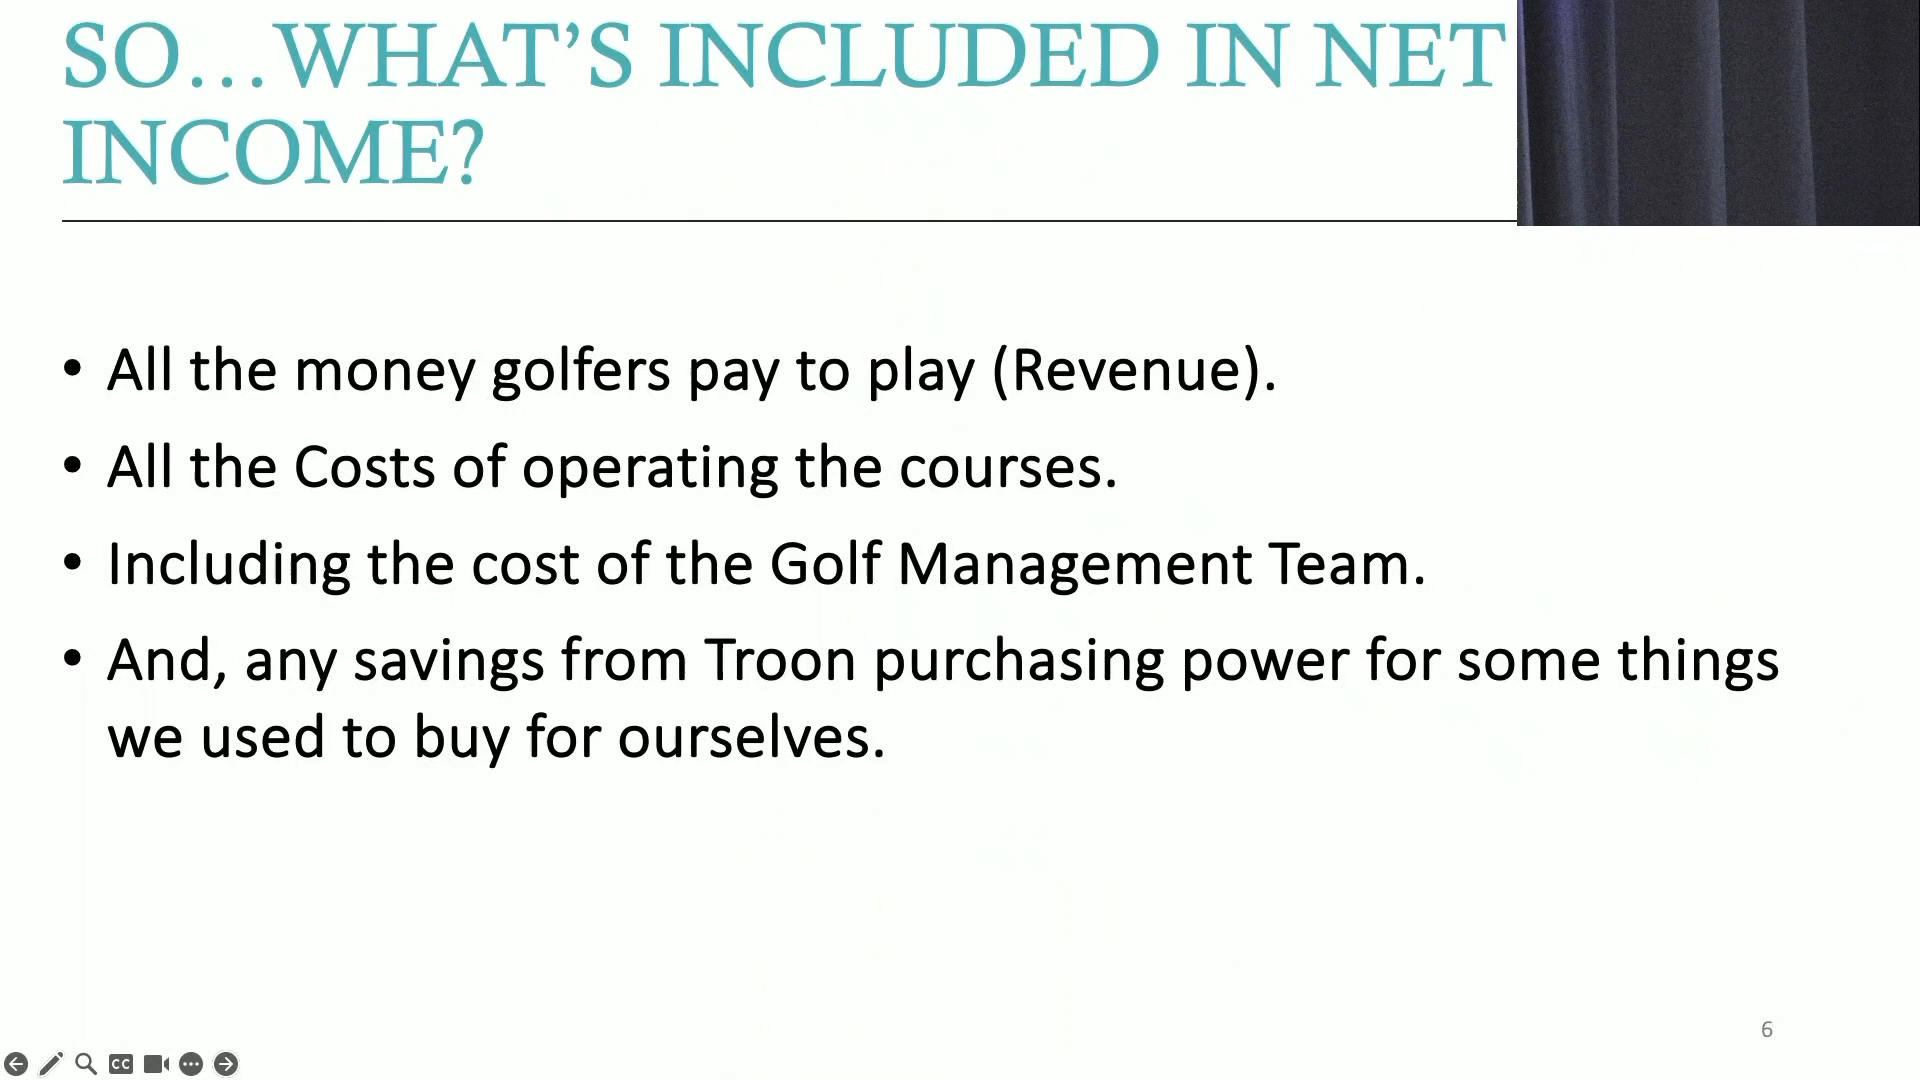 SO…WHAT’S INCLUDED IN NET
INCOME?
• All the money golfers pay to play (Revenue).
• All the Costs of operating the courses.
• Including the cost of the Golf Management Team.
• And, any savings from Troon purchasing power for some things
we used to buy for ourselves.
6
CC